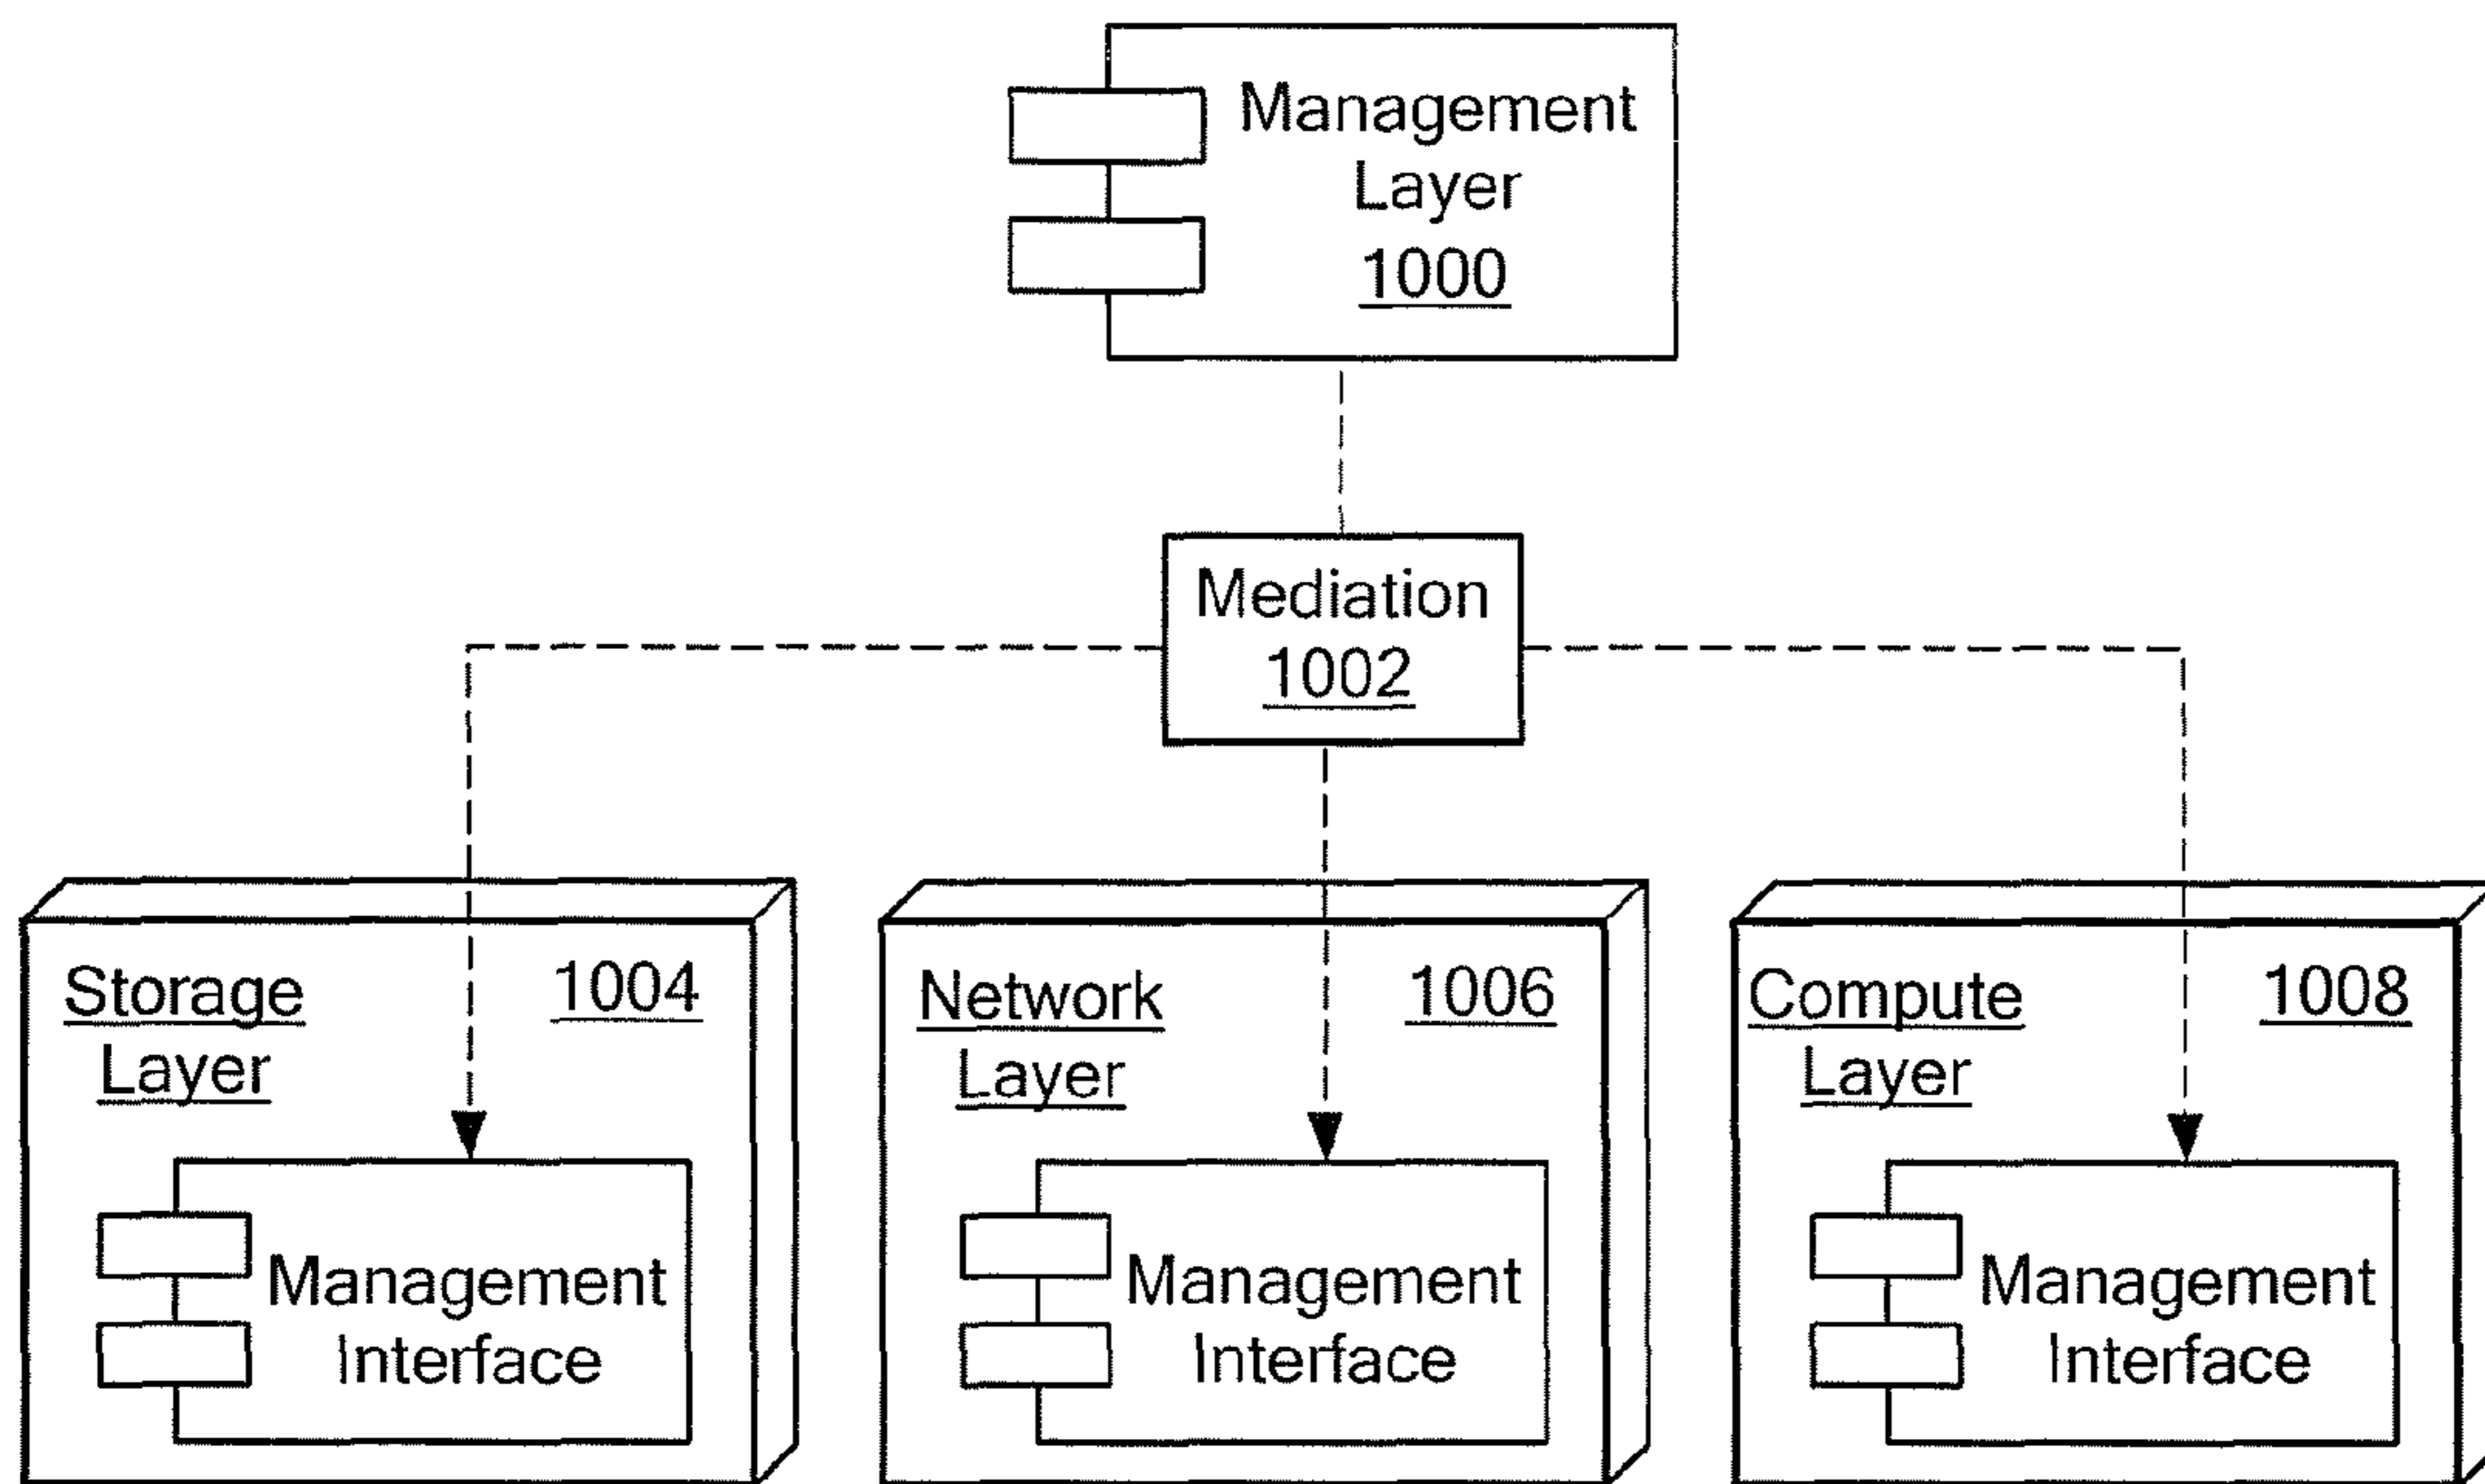 Management
Layer
1000
Mediation
1002
Storage
Layer
1004
Network
Layer
1006
Compute
Layer
1008
Management
Interface
Management
Interface
Management
Interface